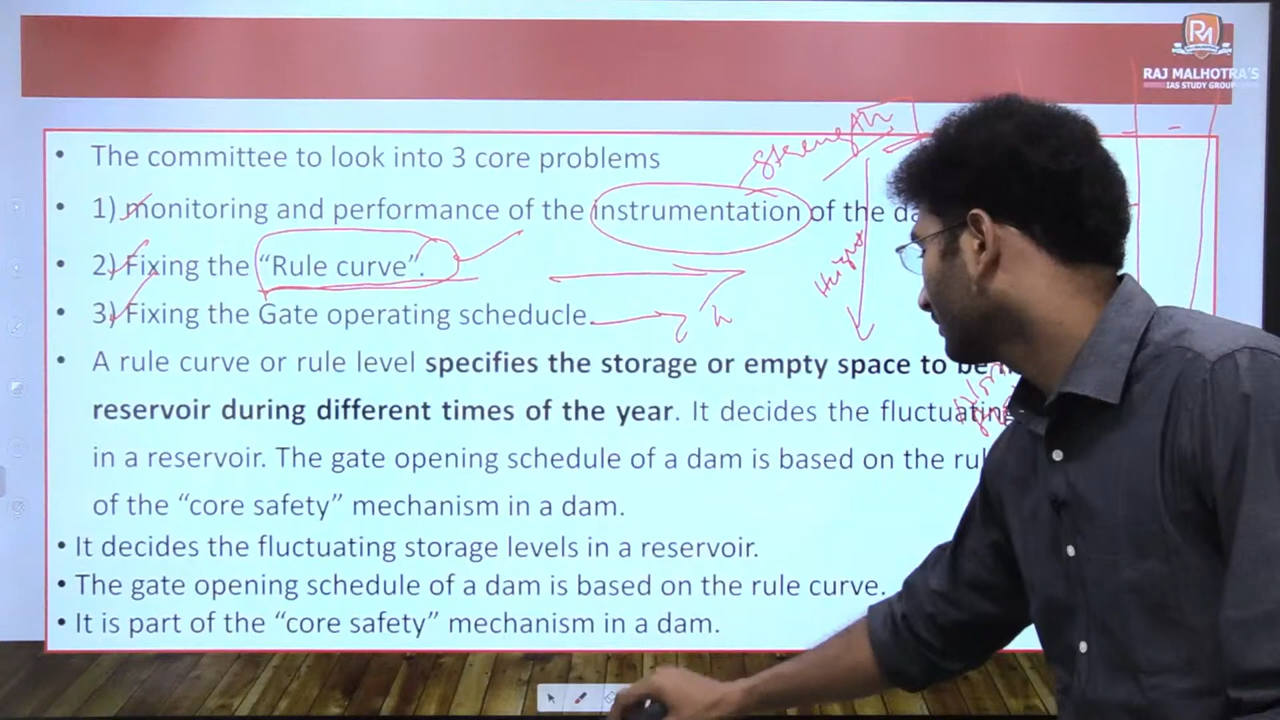 RAJ MALHOTRA'S
IAS STUDY GROUP
• The committee to look into 3 core problems
• 1) monitoring and performance of the instrumentation of the da
• 2) Fixing the “Rule curve”.
• 3) Fixing the Gate operating scheducle.
• A rule curve or rule level specifies the storage or empty space to be
reservoir during different times of the year. It decides the fluctuating
in a reservoir. The gate opening schedule of a dam is based on the rul
of the “core safety” mechanism in a dam.
• It decides the fluctuating storage levels in a reservoir.
• The gate opening schedule of a dam is based on the rule curve.
• It is part of the “core safety” mechanism in a dam.
Strength
Hight